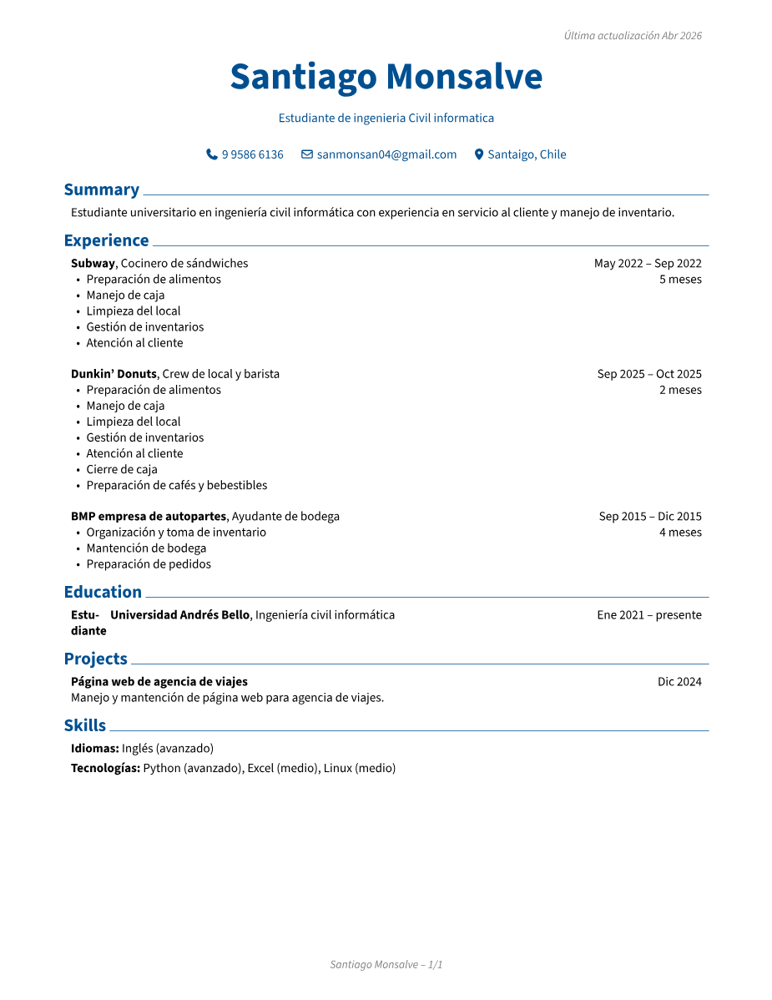 Última actualización Abr 2026
Santiago Monsalve
Estudiante de ingenieria Civil informatica
9 9586 6136 sanmonsan04@gmail.com Santaigo, Chile
Summary
Estudiante universitario en ingeniería civil informática con experiencia en servicio al cliente y manejo de inventario.
Experience
Subway, Cocinero de sándwiches May 2022 – Sep 2022
• Preparación de alimentos 5 meses
• Manejo de caja
• Limpieza del local
• Gestión de inventarios
• Atención al cliente
Dunkin’ Donuts, Crew de local y barista Sep 2025 – Oct 2025
• Preparación de alimentos 2 meses
• Manejo de caja
• Limpieza del local
• Gestión de inventarios
• Atención al cliente
• Cierre de caja
• Preparación de cafés y bebestibles
BMP empresa de autopartes, Ayudante de bodega Sep 2015 – Dic 2015
• Organización y toma de inventario 4 meses
• Mantención de bodega
• Preparación de pedidos
Education
Estu- Universidad Andrés Bello, Ingeniería civil informática Ene 2021 – presente
diante
Projects
Página web de agencia de viajes Dic 2024
Manejo y mantención de página web para agencia de viajes.
Skills
Idiomas: Inglés (avanzado)
Tecnologías: Python (avanzado), Excel (medio), Linux (medio)
Santiago Monsalve – 1/1